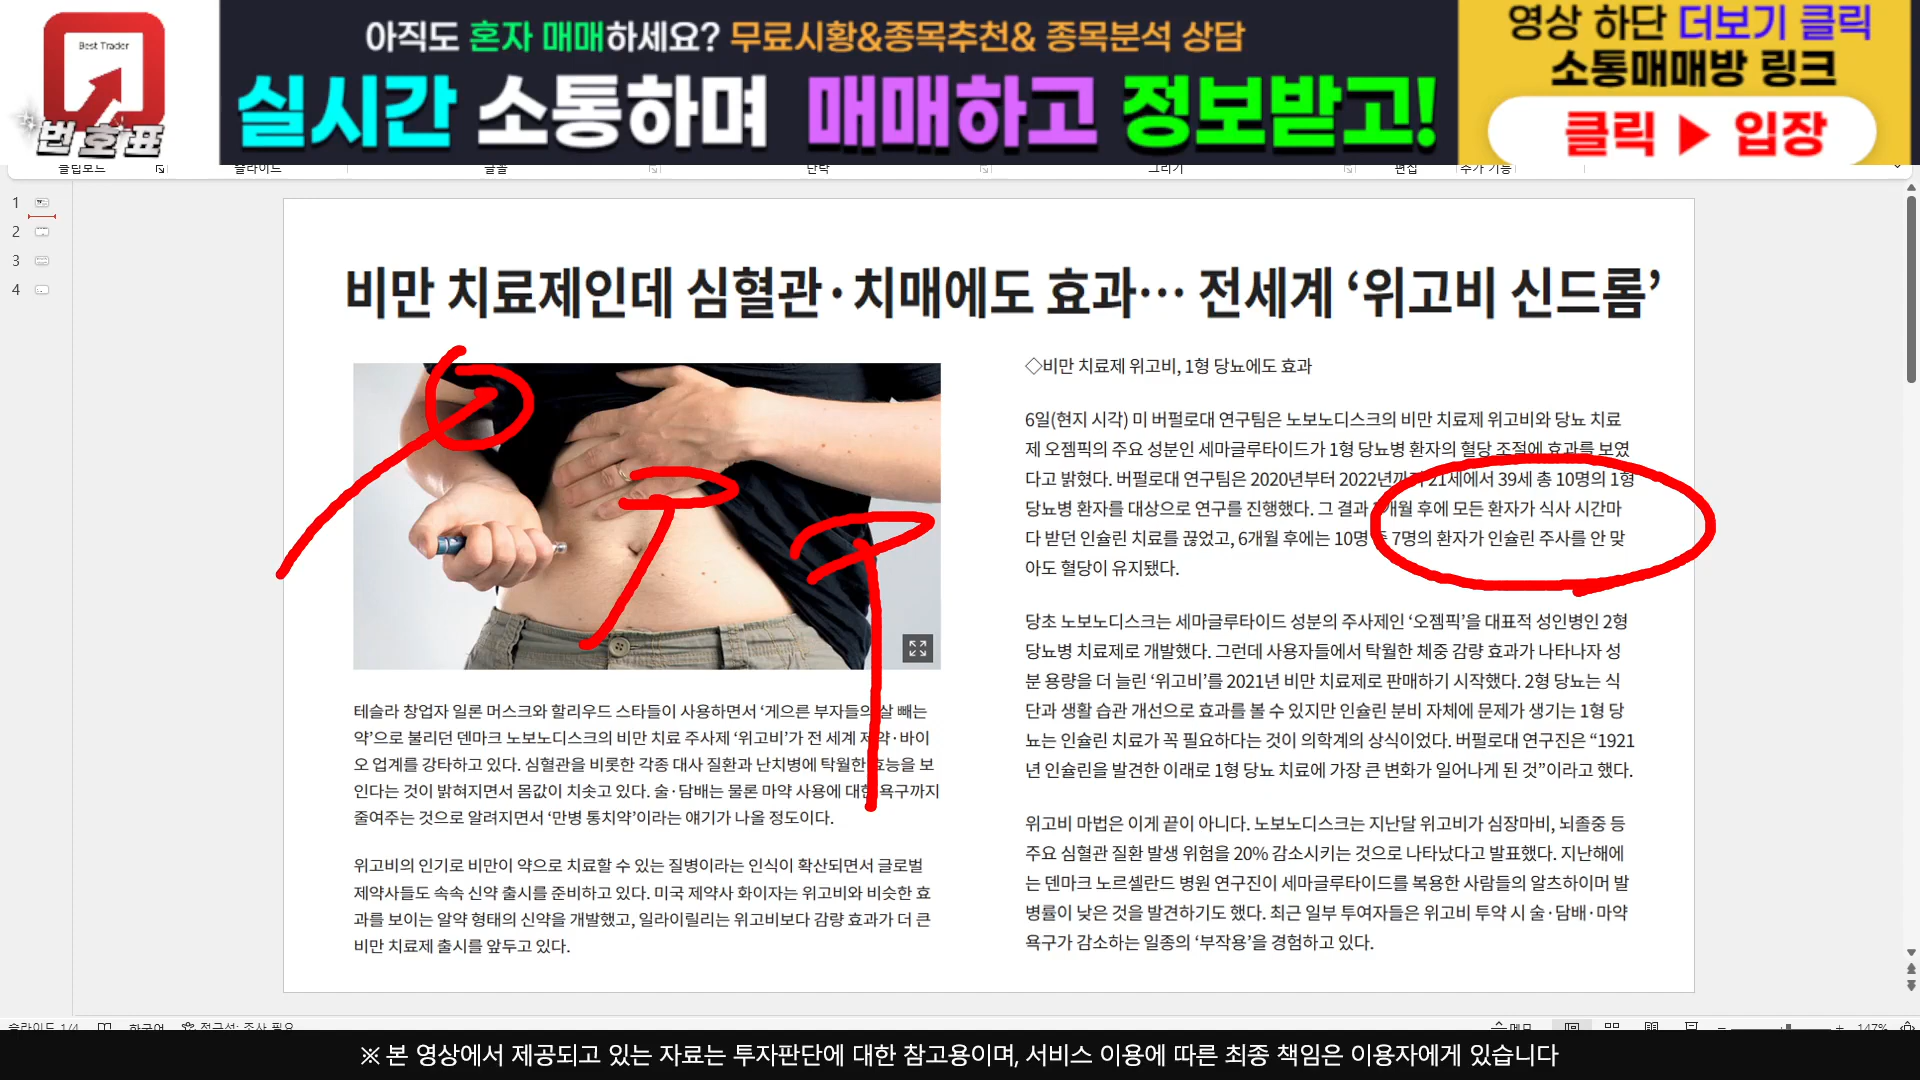 Best Trader
번호표
아직도 혼자 매매하세요? 무료시황&종목추천& 종목분석 상담
실시간 소통하며 매매하고 정보받고!
영상 하단 더보기 클릭
소통매매방 링크
클릭 ▶ 입장
클립보드
슬라이드
글꼴
단락
그리기
편집
추가 기능
1
2
3
4
비만 치료제인데 심혈관·치매에도 효과… 전세계 ‘위고비 신드롬’
테슬라 창업자 일론 머스크와 할리우드 스타들이 사용하면서 ‘게으른 부자들의 살 빼는
약’으로 불리던 덴마크 노보노디스크의 비만 치료 주사제 ‘위고비’가 전 세계 제약·바이
오 업계를 강타하고 있다. 심혈관을 비롯한 각종 대사 질환과 난치병에 탁월한 효능을 보
인다는 것이 밝혀지면서 몸값이 치솟고 있다. 술·담배는 물론 마약 사용에 대한 욕구까지
줄여주는 것으로 알려지면서 ‘만병 통치약’이라는 얘기가 나올 정도이다.
위고비의 인기로 비만이 약으로 치료할 수 있는 질병이라는 인식이 확산되면서 글로벌
제약사들도 속속 신약 출시를 준비하고 있다. 미국 제약사 화이자는 위고비와 비슷한 효
과를 보이는 알약 형태의 신약을 개발했고, 일라이릴리는 위고비보다 감량 효과가 더 큰
비만 치료제 출시를 앞두고 있다.
◇비만 치료제 위고비, 1형 당뇨에도 효과
6일(현지 시각) 미 버펄로대 연구팀은 노보노디스크의 비만 치료제 위고비와 당뇨 치료
제 오젬픽의 주요 성분인 세마글루타이드가 1형 당뇨병 환자의 혈당 조절에 효과를 보였
다고 밝혔다. 버펄로대 연구팀은 2020년부터 2022년까지 21세에서 39세 총 10명의 1형
당뇨병 환자를 대상으로 연구를 진행했다. 그 결과 개월 후에 모든 환자가 식사 시간마
다 받던 인슐린 치료를 끊었고, 6개월 후에는 10명 중 7명의 환자가 인슐린 주사를 안 맞
아도 혈당이 유지됐다.
당초 노보노디스크는 세마글루타이드 성분의 주사제인 ‘오젬픽’을 대표적 성인병인 2형
당뇨병 치료제로 개발했다. 그런데 사용자들에서 탁월한 체중 감량 효과가 나타나자 성
분 용량을 더 늘린 ‘위고비’를 2021년 비만 치료제로 판매하기 시작했다. 2형 당뇨는 식
단과 생활 습관 개선으로 효과를 볼 수 있지만 인슐린 분비 자체에 문제가 생기는 1형 당
뇨는 인슐린 치료가 꼭 필요하다는 것이 의학계의 상식이었다. 버펄로대 연구진은 “1921
년 인슐린을 발견한 이래로 1형 당뇨 치료에 가장 큰 변화가 일어나게 된 것”이라고 했다.
위고비 마법은 이게 끝이 아니다. 노보노디스크는 지난달 위고비가 심장마비, 뇌졸중 등
주요 심혈관 질환 발생 위험을 20% 감소시키는 것으로 나타났다고 발표했다. 지난해에
는 덴마크 노르셸란드 병원 연구진이 세마글루타이드를 복용한 사람들의 알츠하이머 발
병률이 낮은 것을 발견하기도 했다. 최근 일부 투여자들은 위고비 투약 시 술·담배·마약
욕구가 감소하는 일종의 ‘부작용’을 경험하고 있다.
슬라이드 1/4 한국어 접근성: 조사 필요 메모 147%
※ 본 영상에서 제공되고 있는 자료는 투자판단에 대한 참고용이며, 서비스 이용에 따른 최종 책임은 이용자에게 있습니다